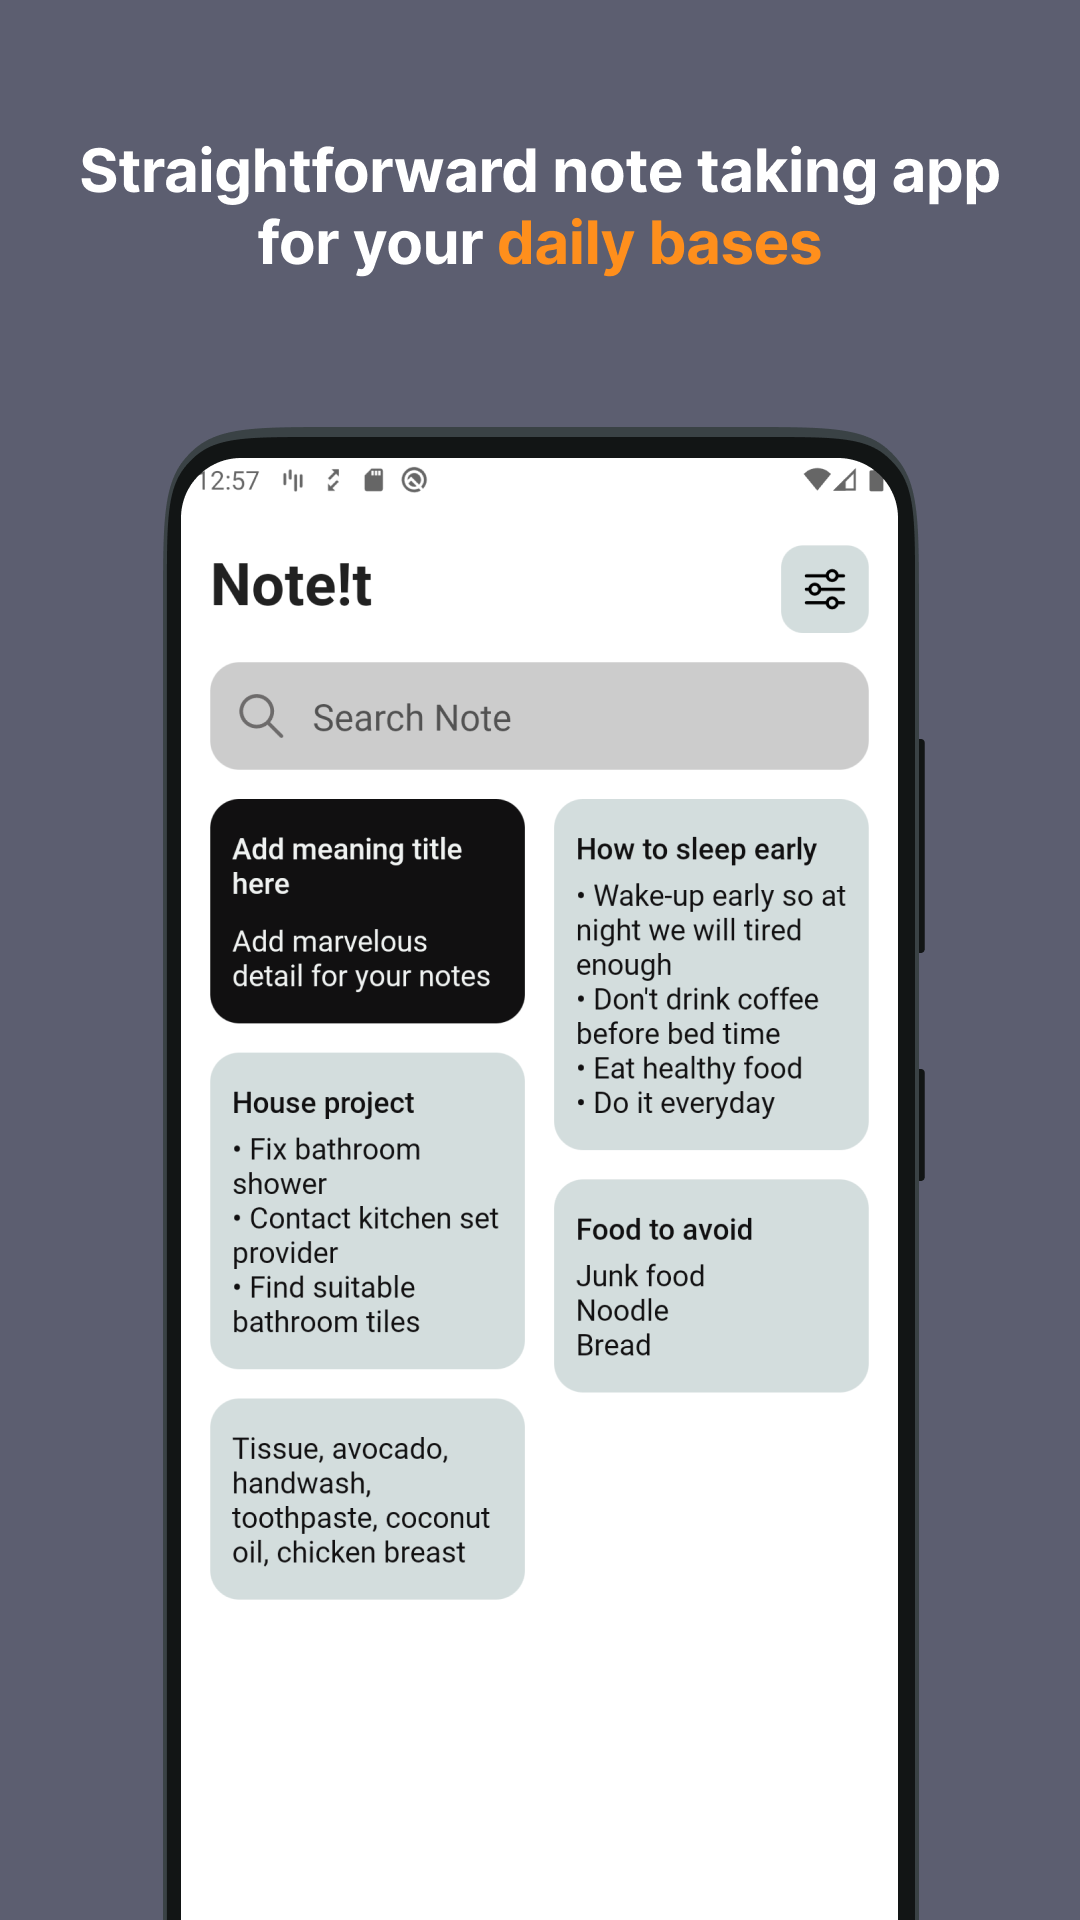 Straightforward note taking app
for your daily bases
12:57
Note!t
Search Note
Add meaning title
here
Add marvelous
detail for your notes
House project
• Fix bathroom
shower
• Contact kitchen set
provider
• Find suitable
bathroom tiles
Tissue, avocado,
handwash,
toothpaste, coconut
oil, chicken breast
How to sleep early
• Wake-up early so at
night we will tired
enough
• Don't drink coffee
before bed time
• Eat healthy food
• Do it everyday
Food to avoid
Junk food
Noodle
Bread